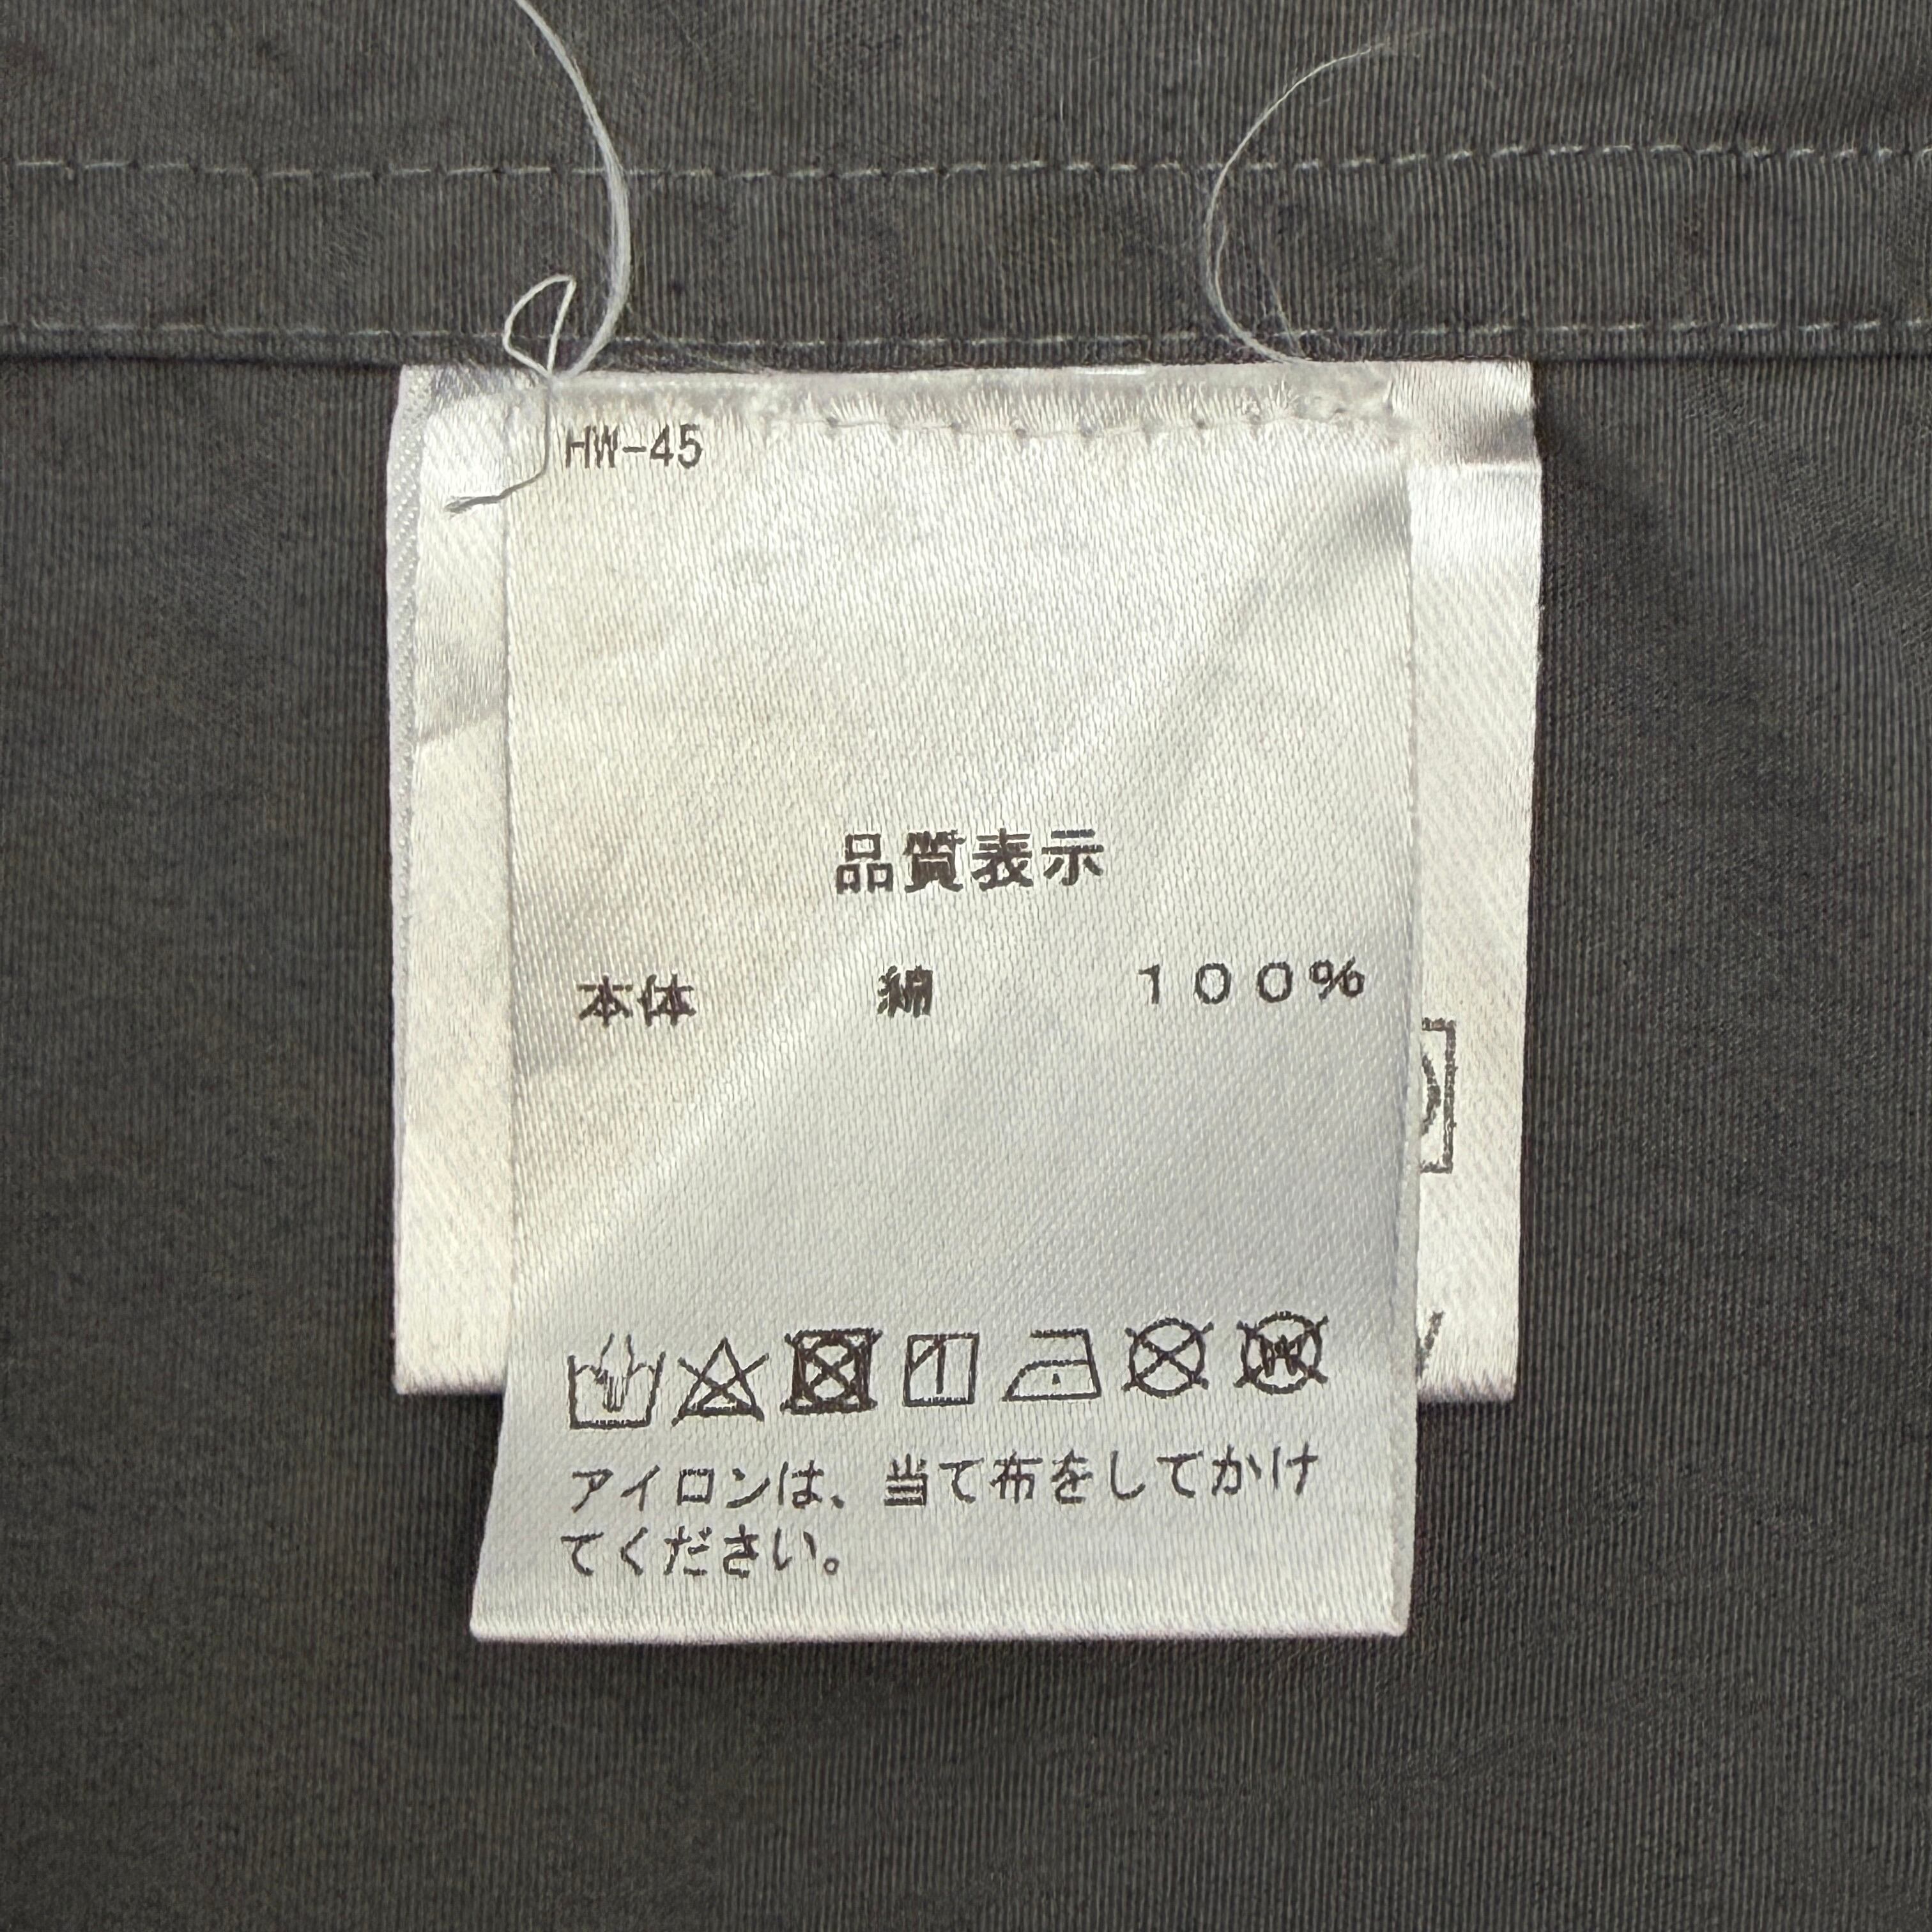 HW-45
品質表示
本体 綿 １００％
アイロンは、当て布をしてかけ
てください。